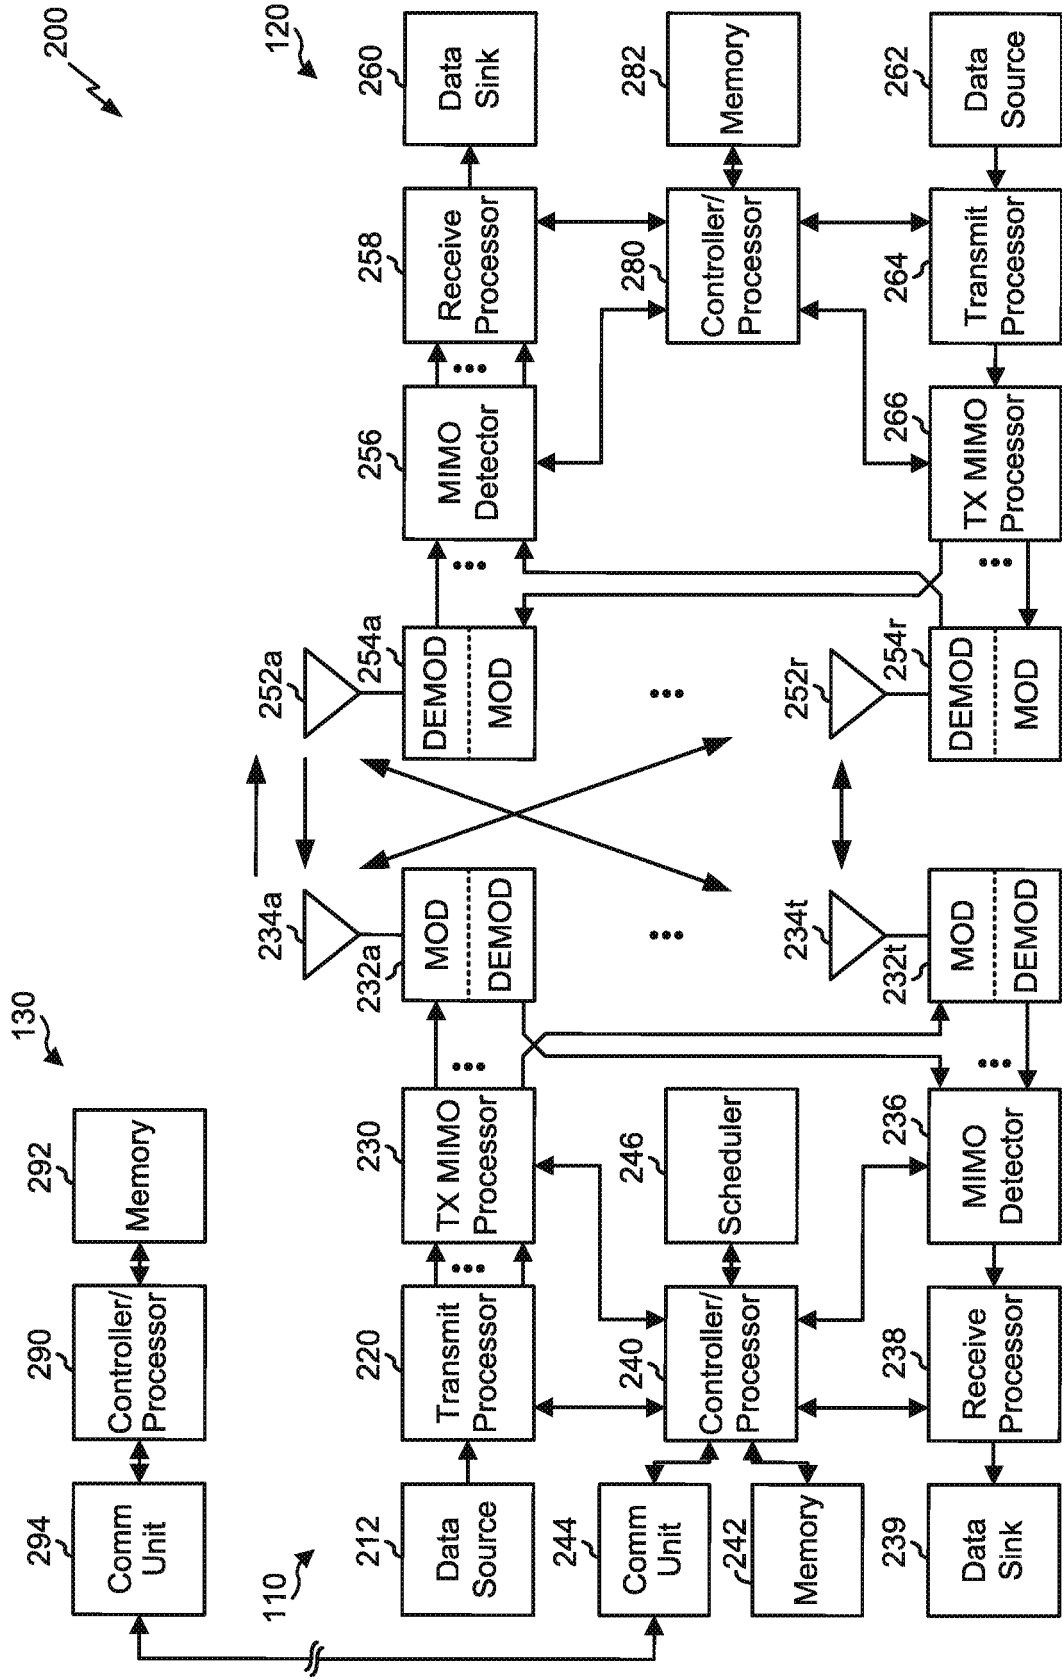 200
130
294
Comm
Unit
290
Controller/
Processor
292
Memory
110
120
212
Data
Source
220
Transmit
Processor
230
TX MIMO
Processor
232a
MOD
DEMOD
234a
252a
254a
DEMOD
MOD
256
MIMO
Detector
258
Receive
Processor
260
Data
Sink
244
Comm
Unit
242
Memory
240
Controller/
Processor
246
Scheduler
280
Controller/
Processor
282
Memory
239
Data
Sink
238
Receive
Processor
236
MIMO
Detector
232t
MOD
DEMOD
234t
252r
254r
DEMOD
MOD
266
TX MIMO
Processor
264
Transmit
Processor
262
Data
Source